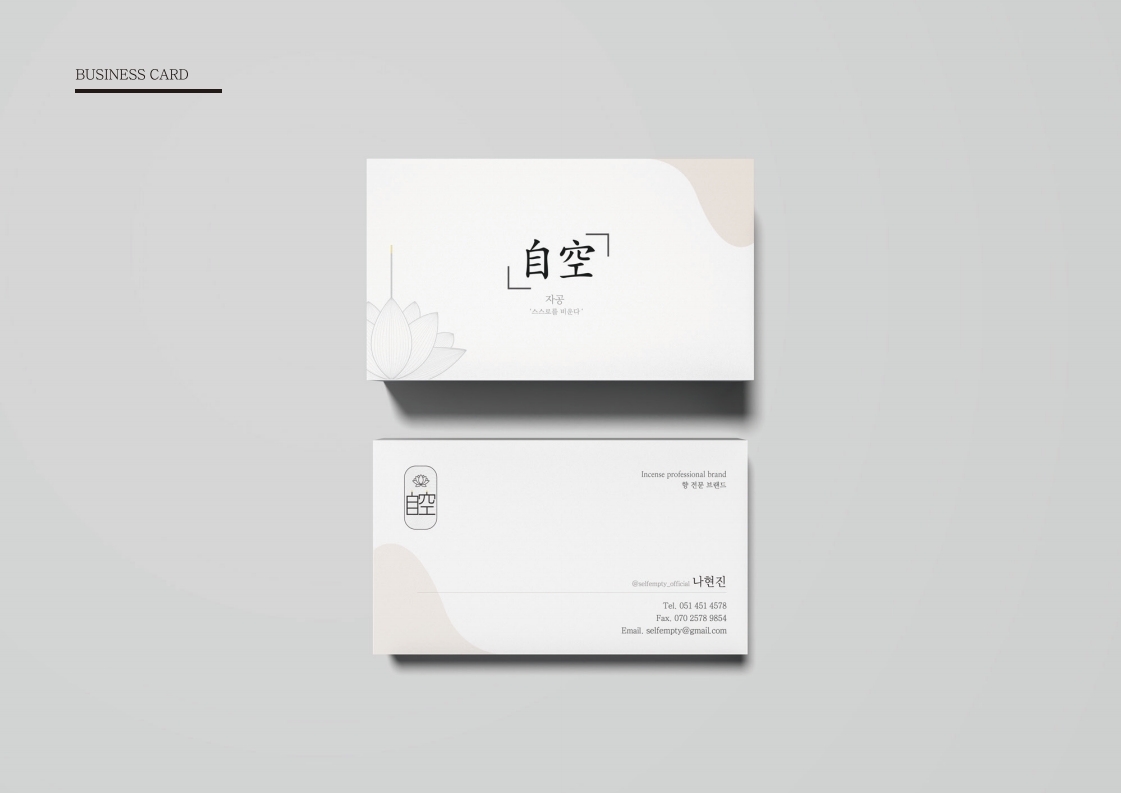 BUSINESS CARD
自空
자공
'스스로를 비운다'
自空
Incense professional brand
향 전문 브랜드
@selfempty_official 나현진
Tel. 051 451 4578
Fax. 070 2578 9854
Email. selfempty@gmail.com